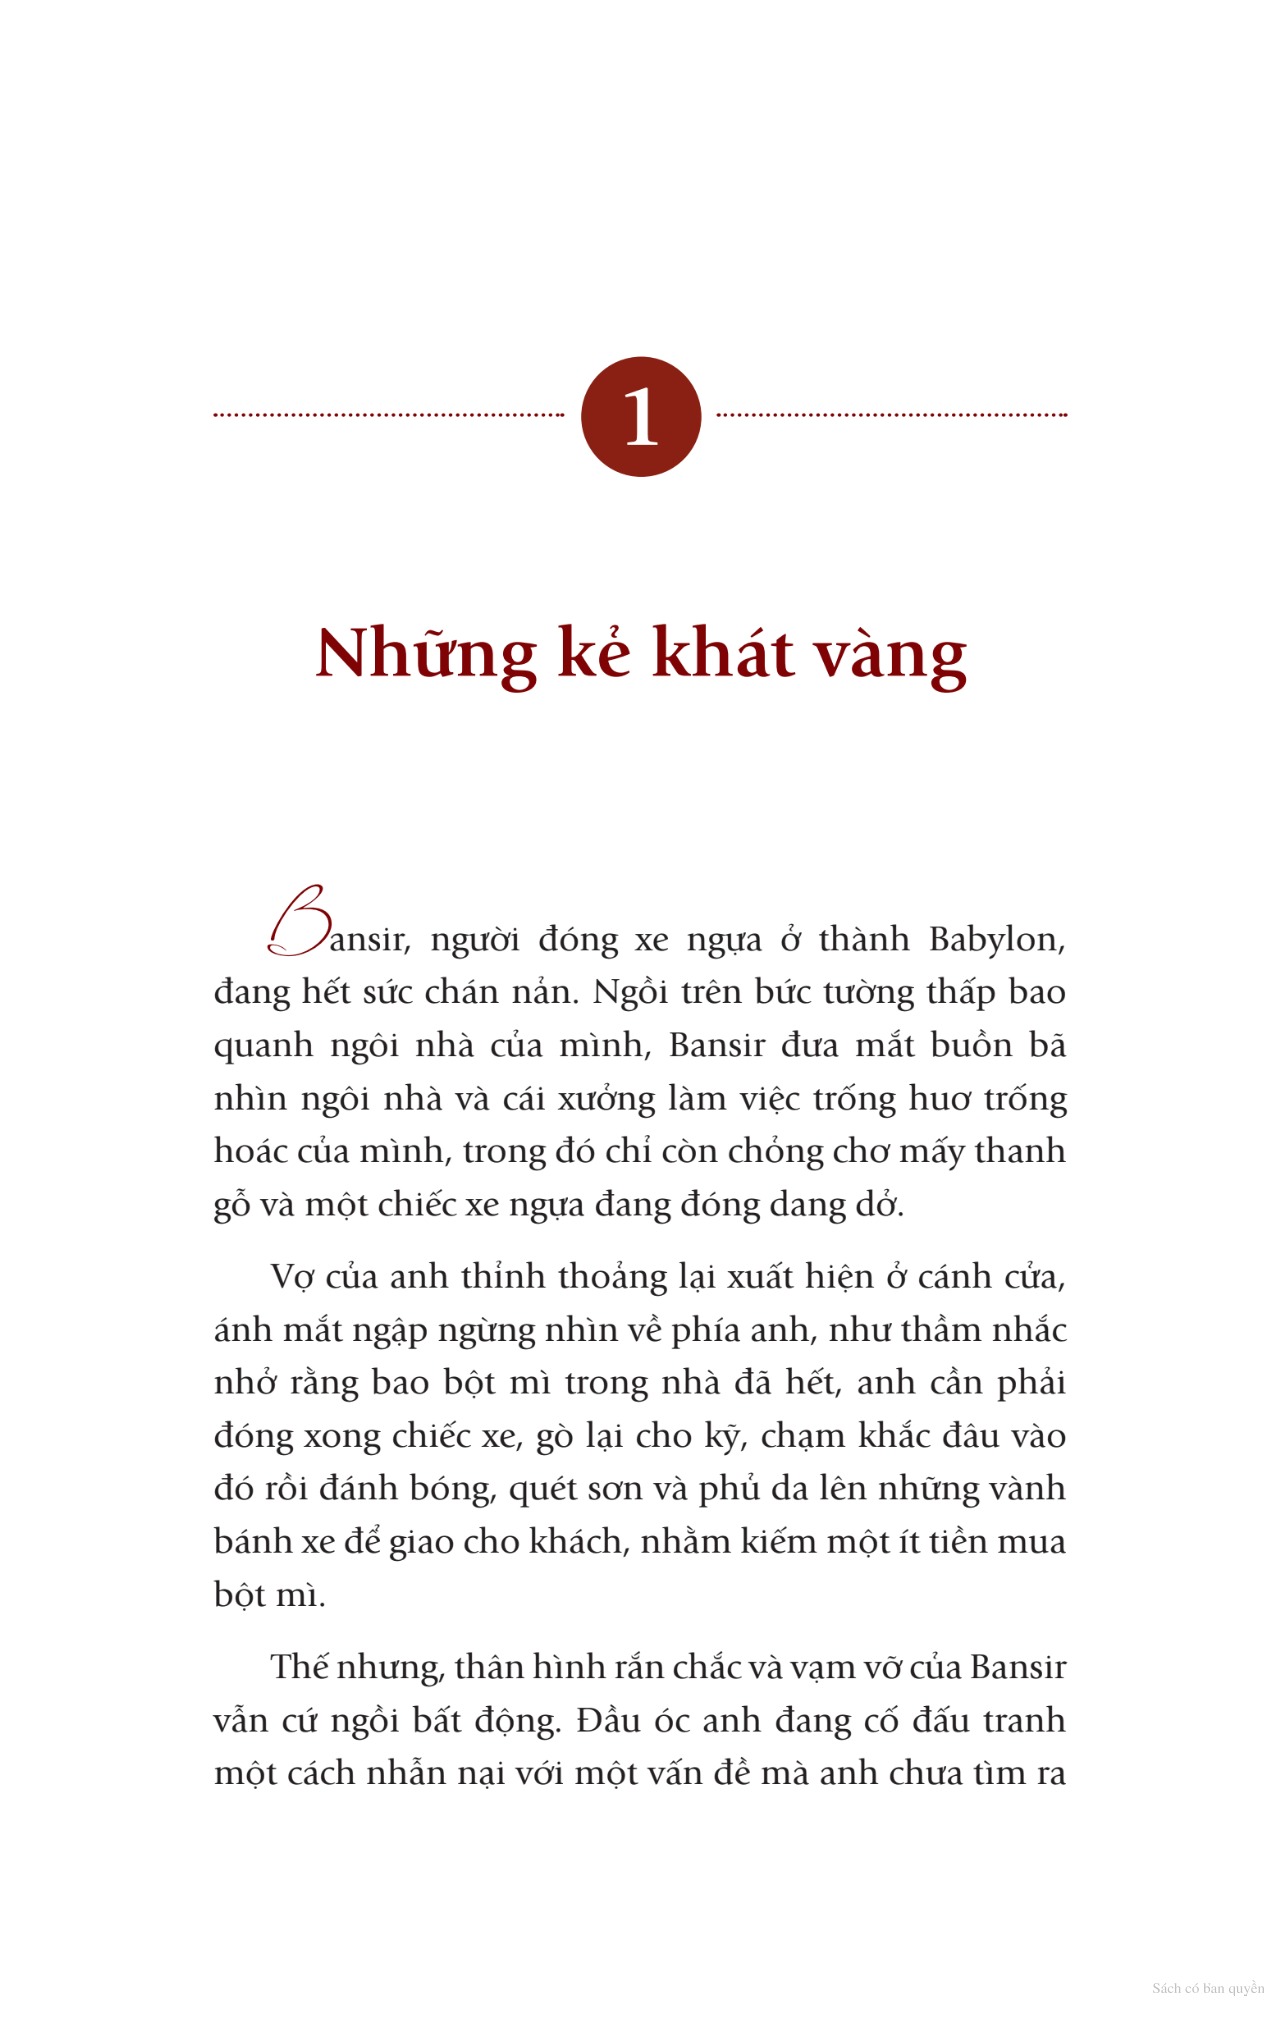 1
Những kẻ khát vàng
Bansir, người đóng xe ngựa ở thành Babylon,
đang hết sức chán nản. Ngồi trên bức tường thấp bao
quanh ngôi nhà của mình, Bansir đưa mắt buồn bã
nhìn ngôi nhà và cái xưởng làm việc trống huơ trống
hoác của mình, trong đó chỉ còn chỏng chơ mấy thanh
gỗ và một chiếc xe ngựa đang đóng dang dở.
Vợ của anh thỉnh thoảng lại xuất hiện ở cánh cửa,
ánh mắt ngập ngừng nhìn về phía anh, như thầm nhắc
nhở rằng bao bột mì trong nhà đã hết, anh cần phải
đóng xong chiếc xe, gò lại cho kỹ, chạm khắc đâu vào
đó rồi đánh bóng, quét sơn và phủ da lên những vành
bánh xe để giao cho khách, nhằm kiếm một ít tiền mua
bột mì.
Thế nhưng, thân hình rắn chắc và vạm vỡ của Bansir
vẫn cứ ngồi bất động. Đầu óc anh đang cố đấu tranh
một cách nhẫn nại với một vấn đề mà anh chưa tìm ra
Sách có bản quyền